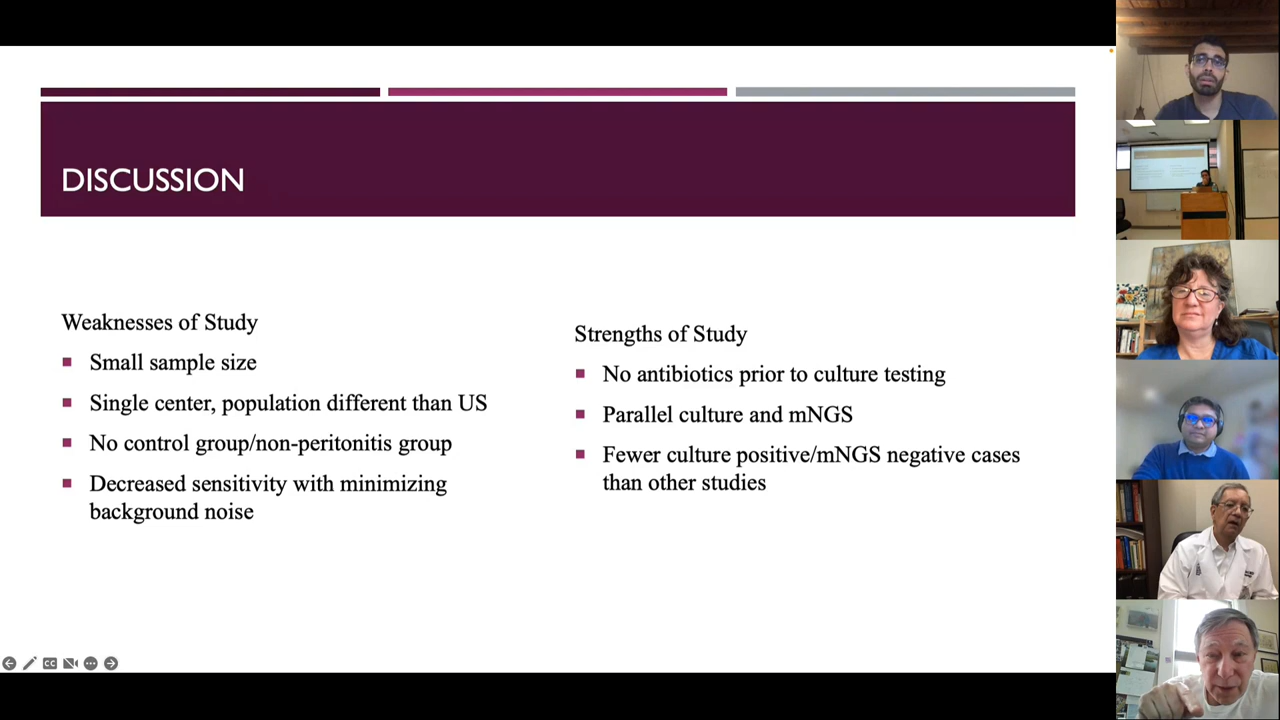 DISCUSSION
Weaknesses of Study
Small sample size
Single center, population different than US
No control group/non-peritonitis group
Decreased sensitivity with minimizing
background noise
Strengths of Study
No antibiotics prior to culture testing
Parallel culture and mNGS
Fewer culture positive/mNGS negative cases
than other studies
CC